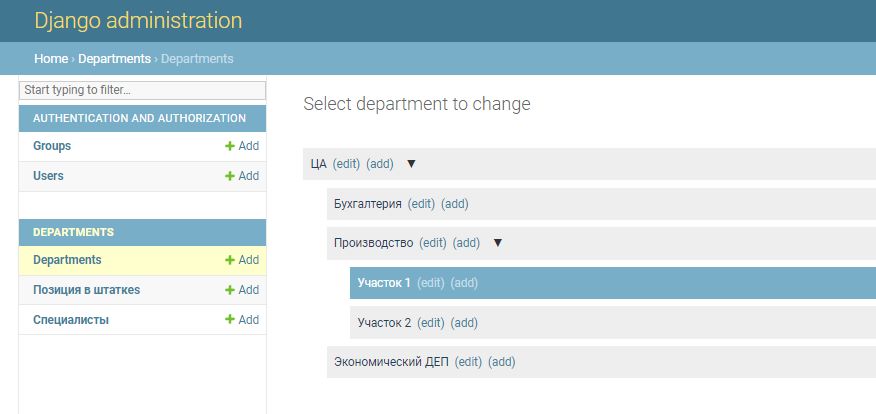 Django administration
Home › Departments › Departments
Start typing to filter...
AUTHENTICATION AND AUTHORIZATION
Groups + Add
Users + Add
DEPARTMENTS
Departments + Add
Позиция в штаткеs + Add
Специалисты + Add
Select department to change
ЦА (edit) (add) ▼
Бухгалтерия (edit) (add)
Производство (edit) (add) ▼
Участок 1 (edit) (add)
Участок 2 (edit) (add)
Экономический ДЕП (edit) (add)